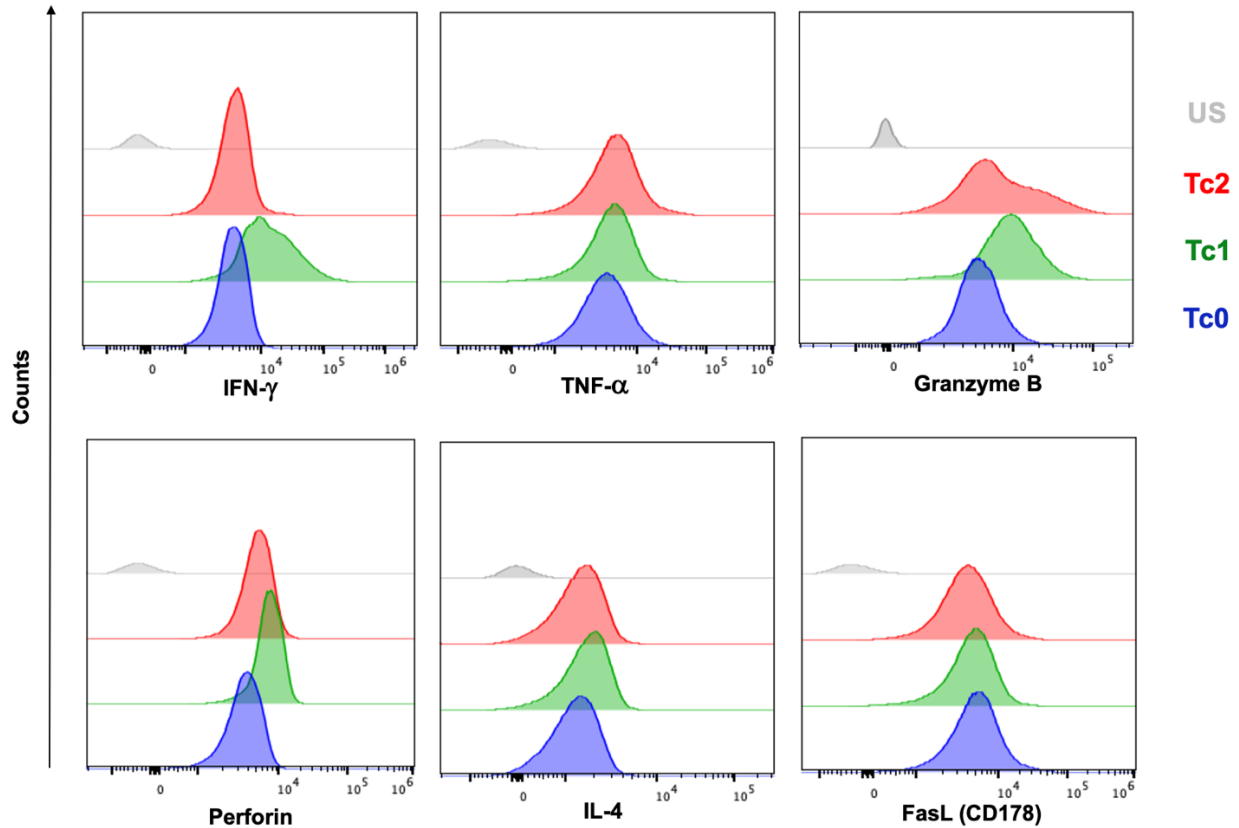 Counts
0 10^4 10^5 10^6
IFN-γ
0 10^4 10^5 10^6
TNF-α
0 10^4 10^5
Granzyme B
US
Tc2
Tc1
Tc0
0 10^4 10^5 10^6
Perforin
0 10^4 10^5
IL-4
0 10^4 10^5 10^6
FasL (CD178)